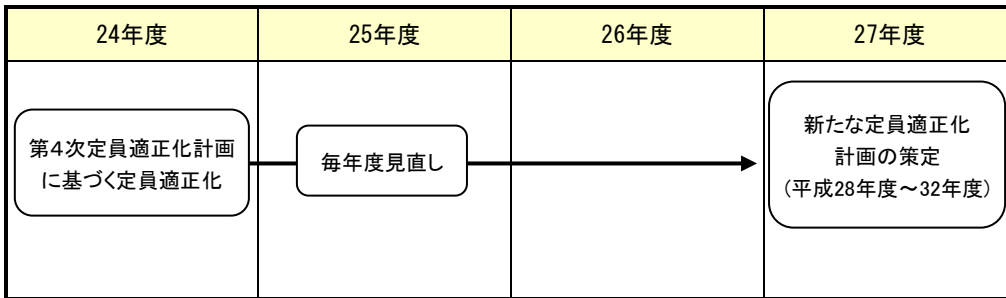 24年度
25年度
26年度
27年度
第4次定員適正化計画
に基づく定員適正化
毎年度見直し
新たな定員適正化
計画の策定
(平成28年度～32年度)